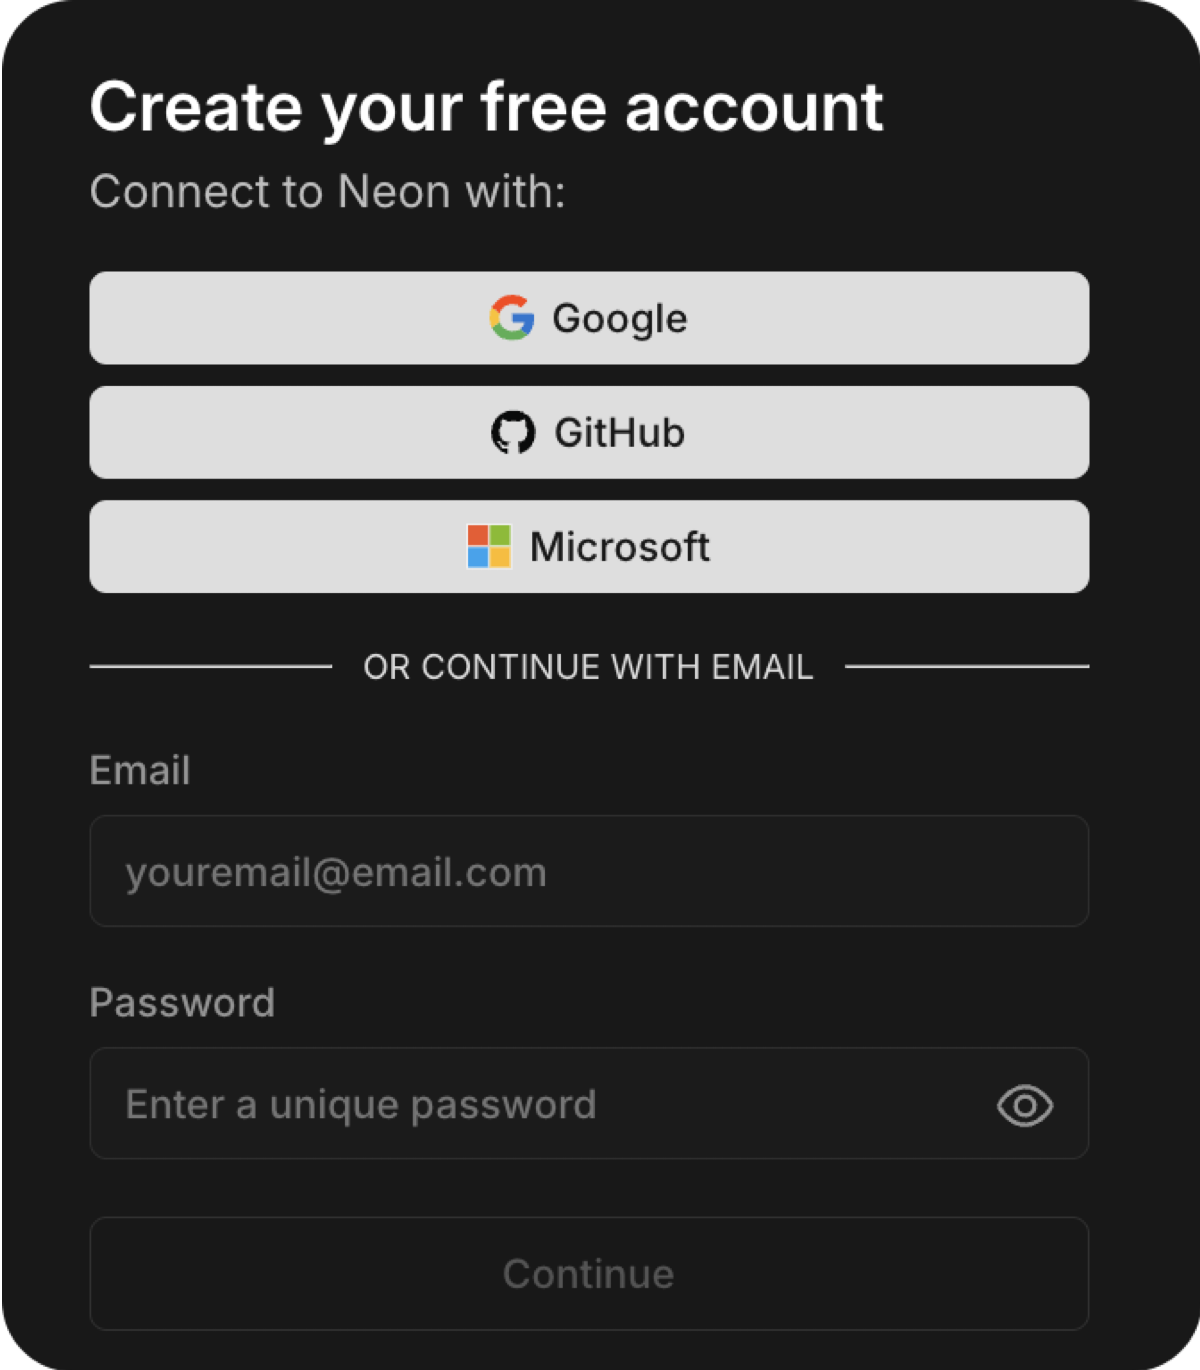 Create your free account
Connect to Neon with:
Google
GitHub
Microsoft
OR CONTINUE WITH EMAIL
Email
youremail@email.com
Password
Enter a unique password
Continue